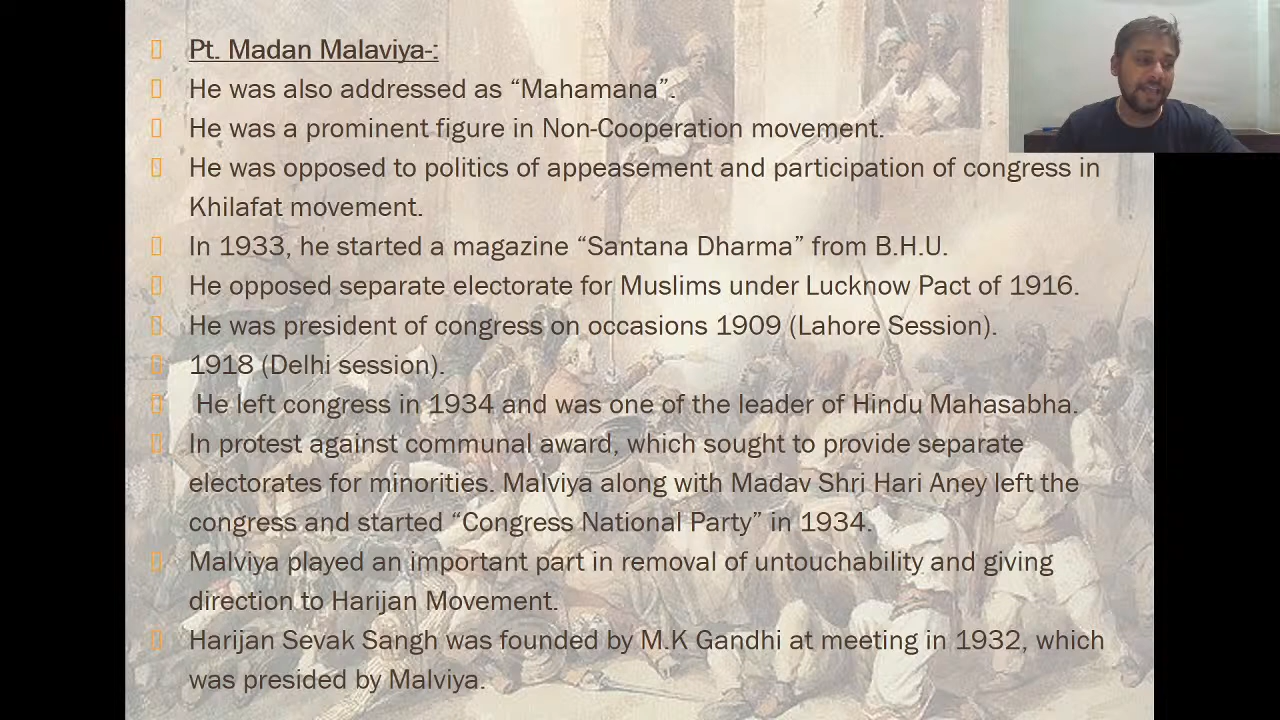 Pt. Madan Malaviya-:
He was also addressed as “Mahamana”.
He was a prominent figure in Non-Cooperation movement.
He was opposed to politics of appeasement and participation of congress in
Khilafat movement.
In 1933, he started a magazine “Santana Dharma” from B.H.U.
He opposed separate electorate for Muslims under Lucknow Pact of 1916.
He was president of congress on occasions 1909 (Lahore Session).
1918 (Delhi session).
He left congress in 1934 and was one of the leader of Hindu Mahasabha.
In protest against communal award, which sought to provide separate
electorates for minorities. Malviya along with Madav Shri Hari Aney left the
congress and started “Congress National Party” in 1934.
Malviya played an important part in removal of untouchability and giving
direction to Harijan Movement.
Harijan Sevak Sangh was founded by M.K Gandhi at meeting in 1932, which
was presided by Malviya.